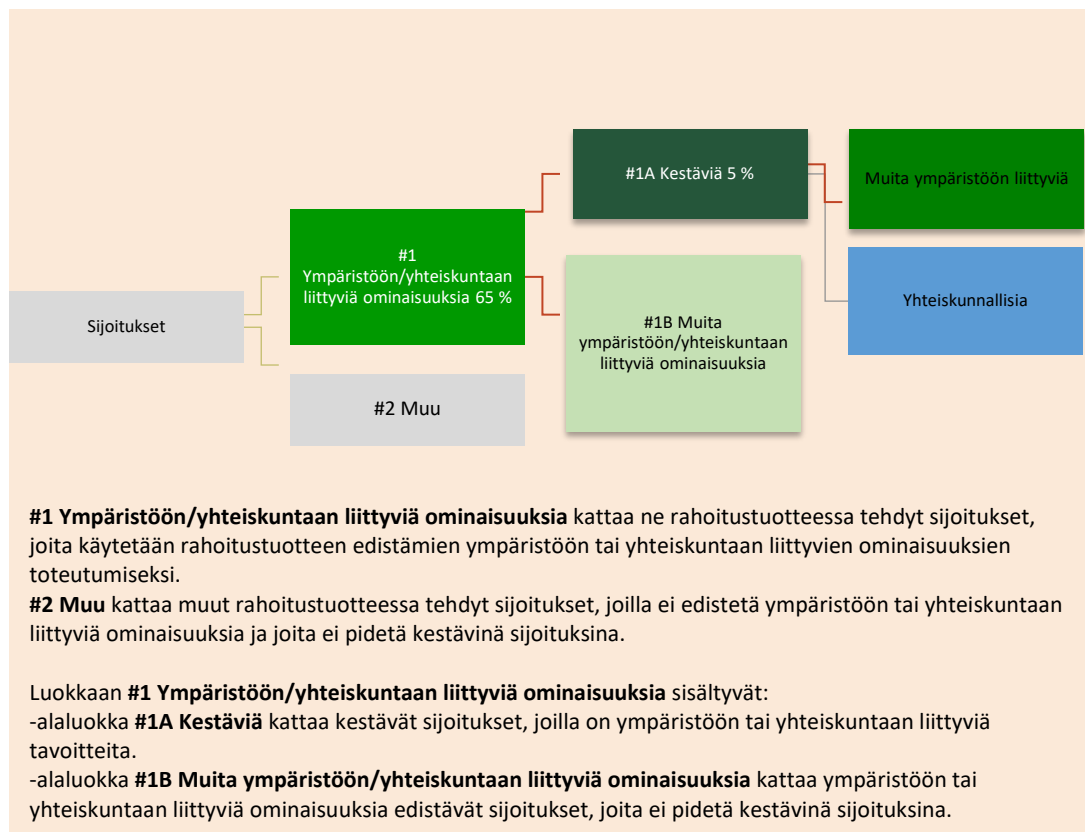 Sijoitukset
#1
Ympäristöön/yhteiskuntaan
liittyviä ominaisuuksia 65 %
#2 Muu
#1A Kestäviä 5 %
#1B Muita
ympäristöön/yhteiskuntaan
liittyviä ominaisuuksia
Muita ympäristöön liittyviä
Yhteiskunnallisia
#1 Ympäristöön/yhteiskuntaan liittyviä ominaisuuksia kattaa ne rahoitustuotteessa tehdyt sijoitukset,
joita käytetään rahoitustuotteen edistämien ympäristöön tai yhteiskuntaan liittyvien ominaisuuksien
toteutumiseksi.
#2 Muu kattaa muut rahoitustuotteessa tehdyt sijoitukset, joilla ei edistetä ympäristöön tai yhteiskuntaan
liittyviä ominaisuuksia ja joita ei pidetä kestävinä sijoituksina.
Luokkaan #1 Ympäristöön/yhteiskuntaan liittyviä ominaisuuksia sisältyvät:
-alaluokka #1A Kestäviä kattaa kestävät sijoitukset, joilla on ympäristöön tai yhteiskuntaan liittyviä
tavoitteita.
-alaluokka #1B Muita ympäristöön/yhteiskuntaan liittyviä ominaisuuksia kattaa ympäristöön tai
yhteiskuntaan liittyviä ominaisuuksia edistävät sijoitukset, joita ei pidetä kestävinä sijoituksina.